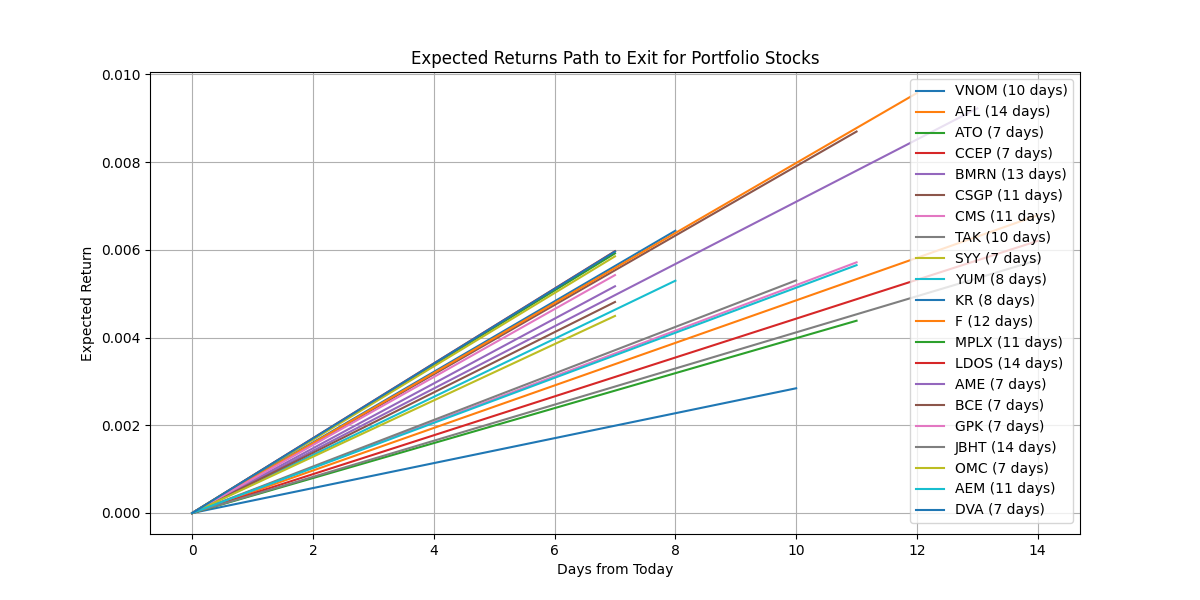 Expected Returns Path to Exit for Portfolio Stocks
Expected Return
0.010
0.008
0.006
0.004
0.002
0.000
0 2 4 6 8 10 12 14
Days from Today
VNOM (10 days)
AFL (14 days)
ATO (7 days)
CCEP (7 days)
BMRN (13 days)
CSGP (11 days)
CMS (11 days)
TAK (10 days)
SYY (7 days)
YUM (8 days)
KR (8 days)
F (12 days)
MPLX (11 days)
LDOS (14 days)
AME (7 days)
BCE (7 days)
GPK (7 days)
JBHT (14 days)
OMC (7 days)
AEM (11 days)
DVA (7 days)